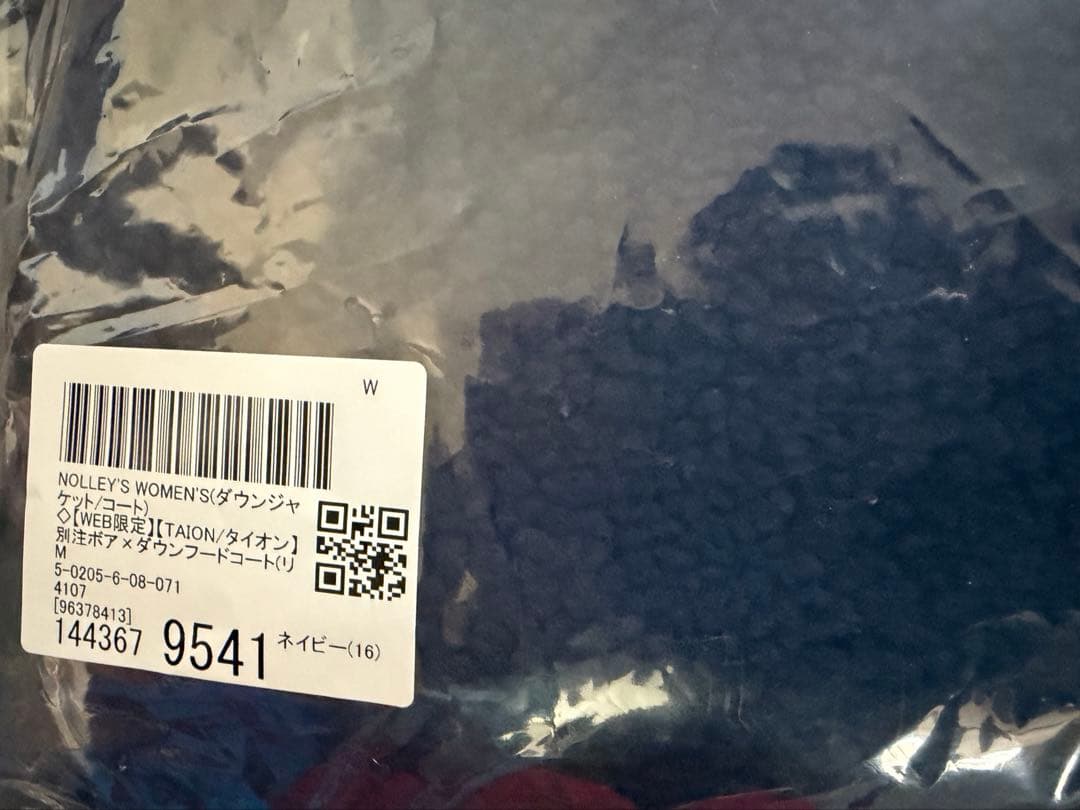 W
NOLLEY'S WOMEN'S(ダウンジャ
ケット/コート)
◇【WEB限定】【TAION/タイオン】
別注ボア×ダウンフードコート(リ
M
5-0205-6-08-071
4107
[96378413]
144367 9541 ネイビー(16)